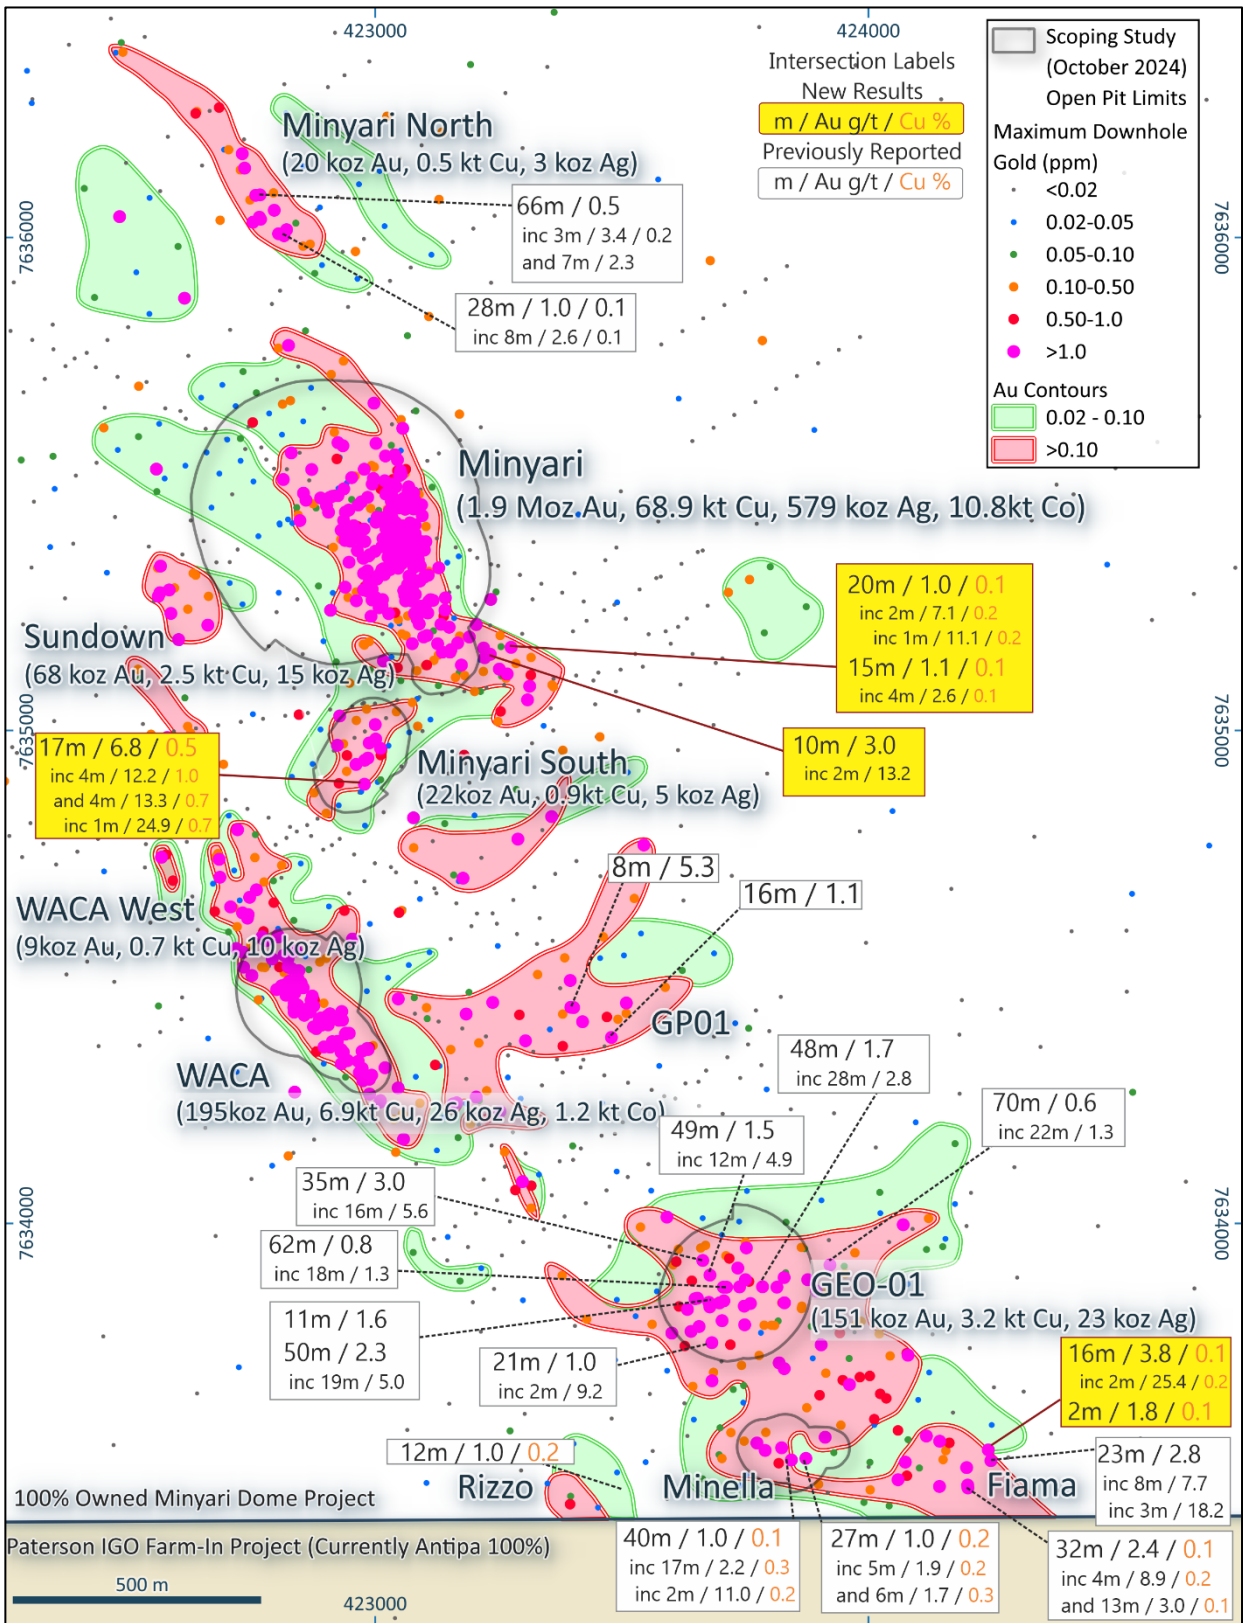 423000
424000
Scoping Study
(October 2024)
Open Pit Limits
Maximum Downhole
Gold (ppm)
<0.02
0.02-0.05
0.05-0.10
0.10-0.50
0.50-1.0
>1.0
Au Contours
0.02 - 0.10
>0.10
Intersection Labels
New Results
m / Au g/t / Cu %
Previously Reported
m / Au g/t / Cu %
Minyari North
(20 koz Au, 0.5 kt Cu, 3 koz Ag)
66m / 0.5
inc 3m / 3.4 / 0.2
and 7m / 2.3
7636000
7636000
28m / 1.0 / 0.1
inc 8m / 2.6 / 0.1
Minyari
(1.9 Moz Au, 68.9 kt Cu, 579 koz Ag, 10.8kt Co)
20m / 1.0 / 0.1
inc 2m / 7.1 / 0.2
inc 1m / 11.1 / 0.2
15m / 1.1 / 0.1
inc 4m / 2.6 / 0.1
Sundown
(68 koz Au, 2.5 kt Cu, 15 koz Ag)
7635000
7635000
17m / 6.8 / 0.5
inc 4m / 12.2 / 1.0
and 4m / 13.3 / 0.7
inc 1m / 24.9 / 0.7
10m / 3.0
inc 2m / 13.2
Minyari South
(22koz Au, 0.9kt Cu, 5 koz Ag)
8m / 5.3
16m / 1.1
WACA West
(9koz Au, 0.7 kt Cu, 10 koz Ag)
GP01
WACA
(195koz Au, 6.9kt Cu, 26 koz Ag, 1.2 kt Co)
48m / 1.7
inc 28m / 2.8
70m / 0.6
inc 22m / 1.3
49m / 1.5
inc 12m / 4.9
35m / 3.0
inc 16m / 5.6
7634000
7634000
62m / 0.8
inc 18m / 1.3
GEO-01
(151 koz Au, 3.2 kt Cu, 23 koz Ag)
11m / 1.6
50m / 2.3
inc 19m / 5.0
21m / 1.0
inc 2m / 9.2
16m / 3.8 / 0.1
inc 2m / 25.4 / 0.2
2m / 1.8 / 0.1
12m / 1.0 / 0.2
Rizzo
Minella
Fiama
23m / 2.8
inc 8m / 7.7
inc 3m / 18.2
100% Owned Minyari Dome Project
Paterson IGO Farm-In Project (Currently Antipa 100%)
40m / 1.0 / 0.1
inc 17m / 2.2 / 0.3
inc 2m / 11.0 / 0.2
27m / 1.0 / 0.2
inc 5m / 1.9 / 0.2
and 6m / 1.7 / 0.3
32m / 2.4 / 0.1
inc 4m / 8.9 / 0.2
and 13m / 3.0 / 0.1
500 m
423000